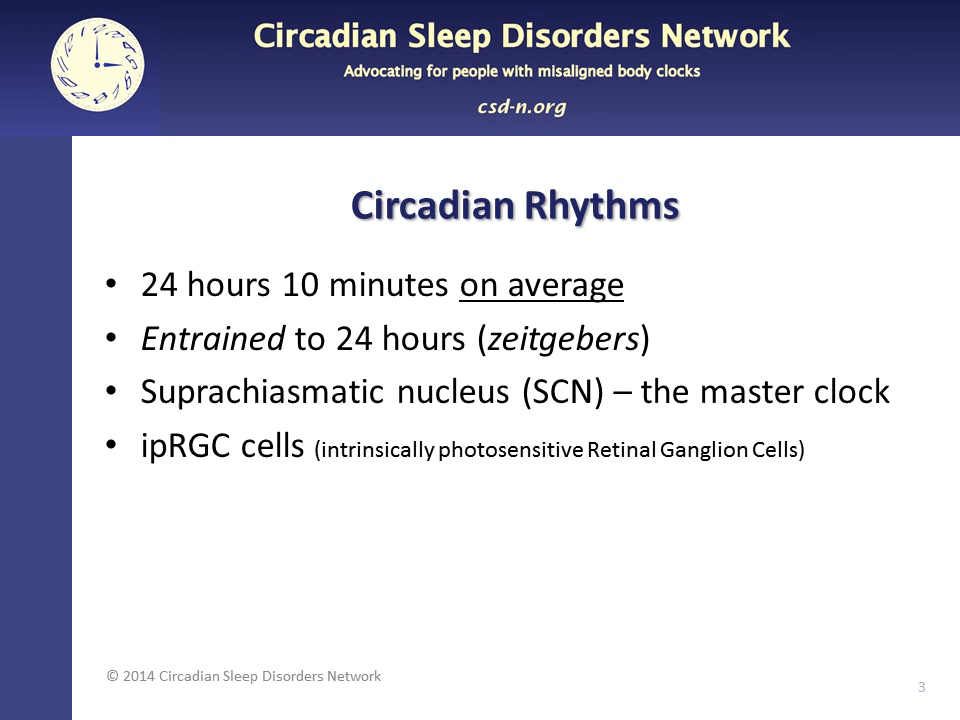 Circadian Sleep Disorders Network
Advocating for people with misaligned body clocks
csd-n.org
Circadian Rhythms
• 24 hours 10 minutes on average
• Entrained to 24 hours (zeitgebers)
• Suprachiasmatic nucleus (SCN) – the master clock
• ipRGC cells (intrinsically photosensitive Retinal Ganglion Cells)
© 2014 Circadian Sleep Disorders Network
3